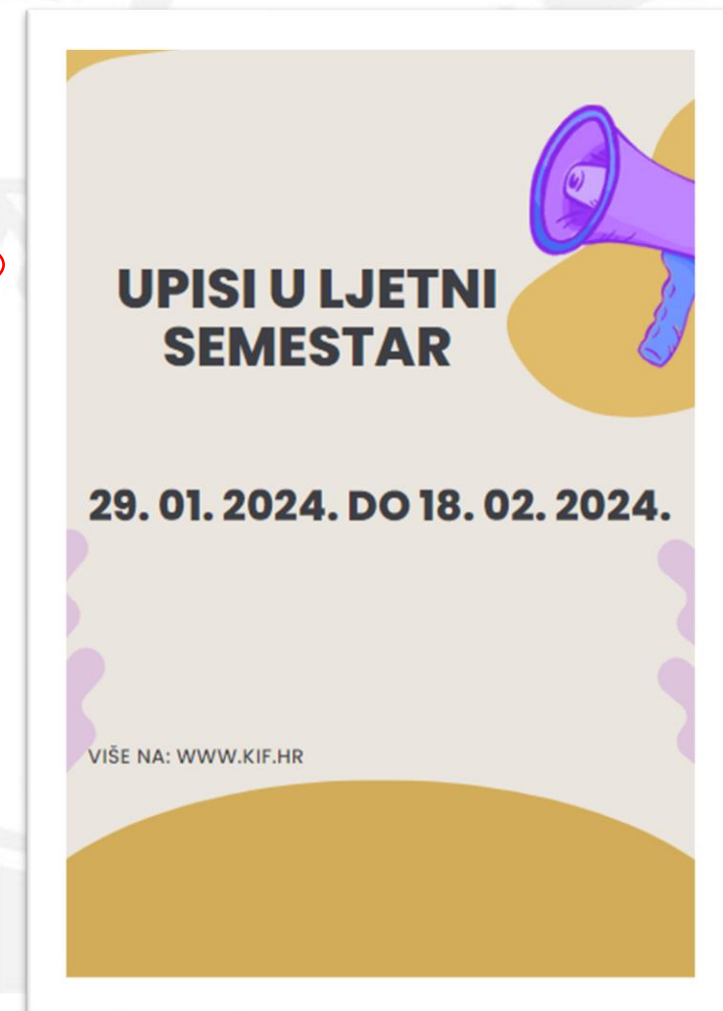 UPISI U LJETNI
SEMESTAR
29. 01. 2024. DO 18. 02. 2024.
VIŠE NA: WWW.KIF.HR